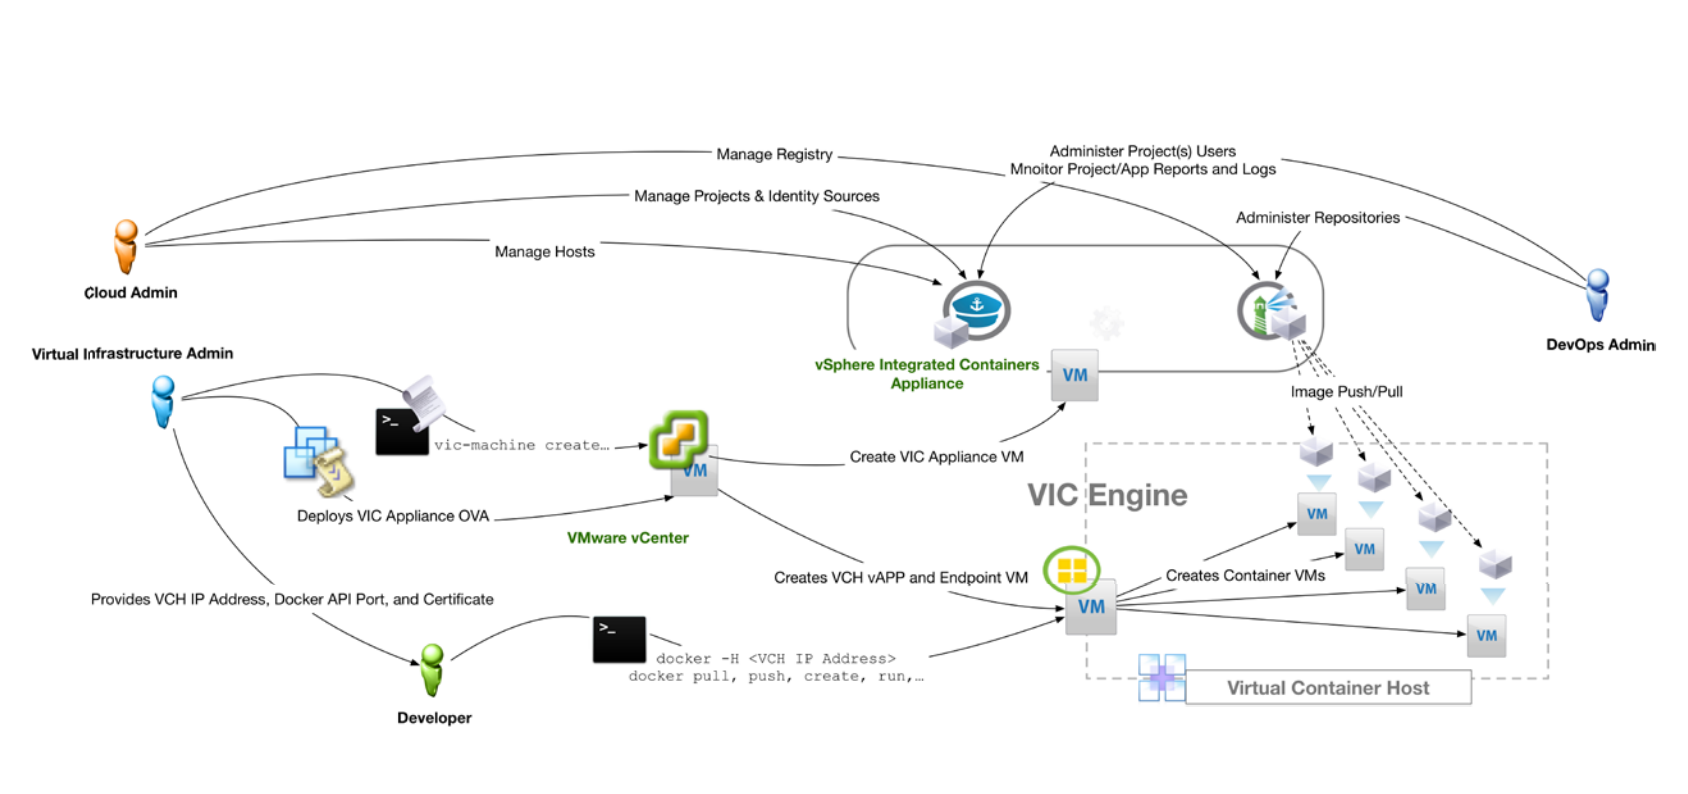 Manage Registry
Administer Project(s) Users
Mnoitor Project/App Reports and Logs
Manage Projects & Identity Sources
Administer Repositories
Manage Hosts
Cloud Admin
DevOps Admin
Virtual Infrastructure Admin
vSphere Integrated Containers
Appliance
VM
Image Push/Pull
>_
vic-machine create…
VM
Create VIC Appliance VM
Deploys VIC Appliance OVA
VMware vCenter
VIC Engine
VM
VM
VM
VM
Creates VCH vAPP and Endpoint VM
VM
Creates Container VMs
Provides VCH IP Address, Docker API Port, and Certificate
>_
docker -H <VCH IP Address>
docker pull, push, create, run,…
Virtual Container Host
Developer